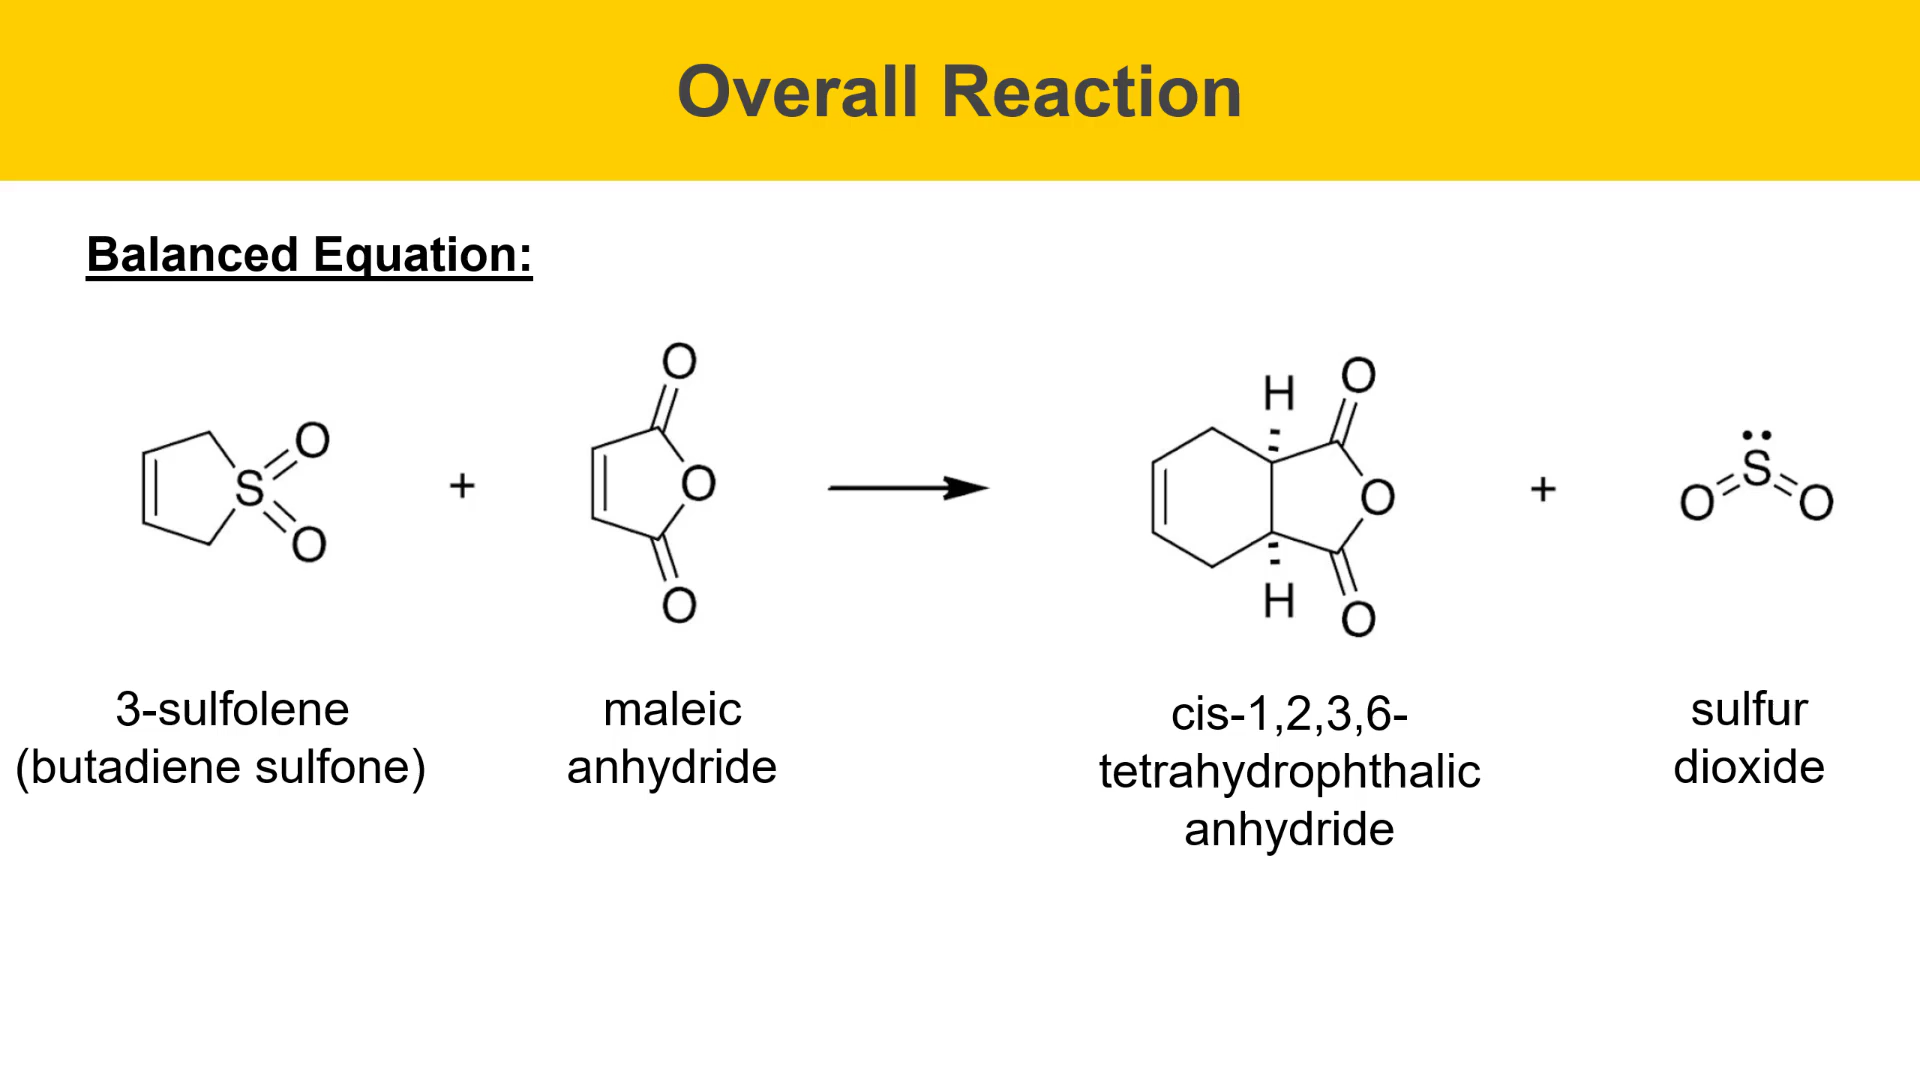 Overall Reaction
Balanced Equation:
O
O
H
O
O
S
O
+
O
O
+
S
O
O
O
O
H
O
3-sulfolene
(butadiene sulfone)
maleic
anhydride
cis-1,2,3,6-
tetrahydrophthalic
anhydride
sulfur
dioxide